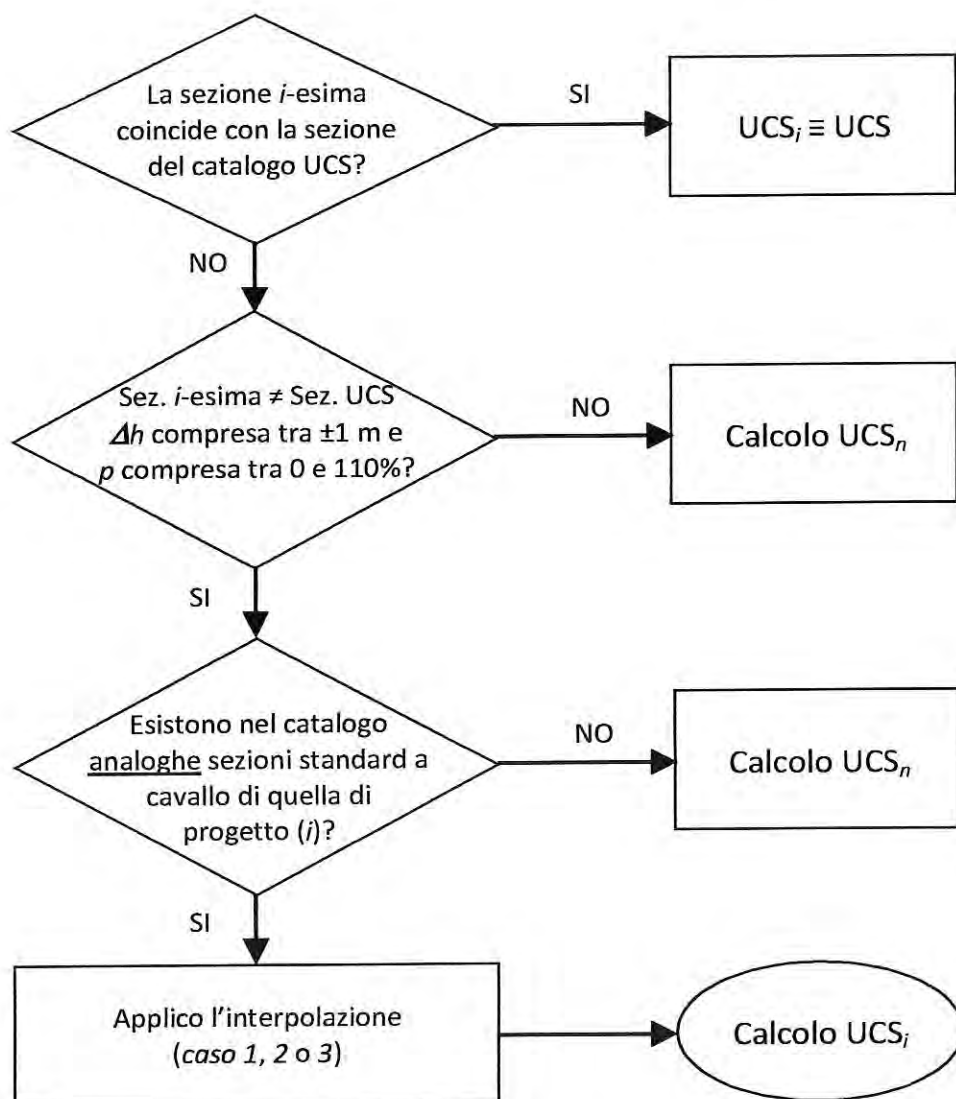 La sezione i-esima
coincide con la sezione
del catalogo UCS?
SI
UCSi ≡ UCS
NO
Sez. i-esima ≠ Sez. UCS
Δh compresa tra ±1 m e
p compresa tra 0 e 110%?
NO
Calcolo UCSn
SI
Esistono nel catalogo
analoghe sezioni standard a
cavallo di quella di
progetto (i)?
NO
Calcolo UCSn
SI
Applico l'interpolazione
(caso 1, 2 o 3)
Calcolo UCSi